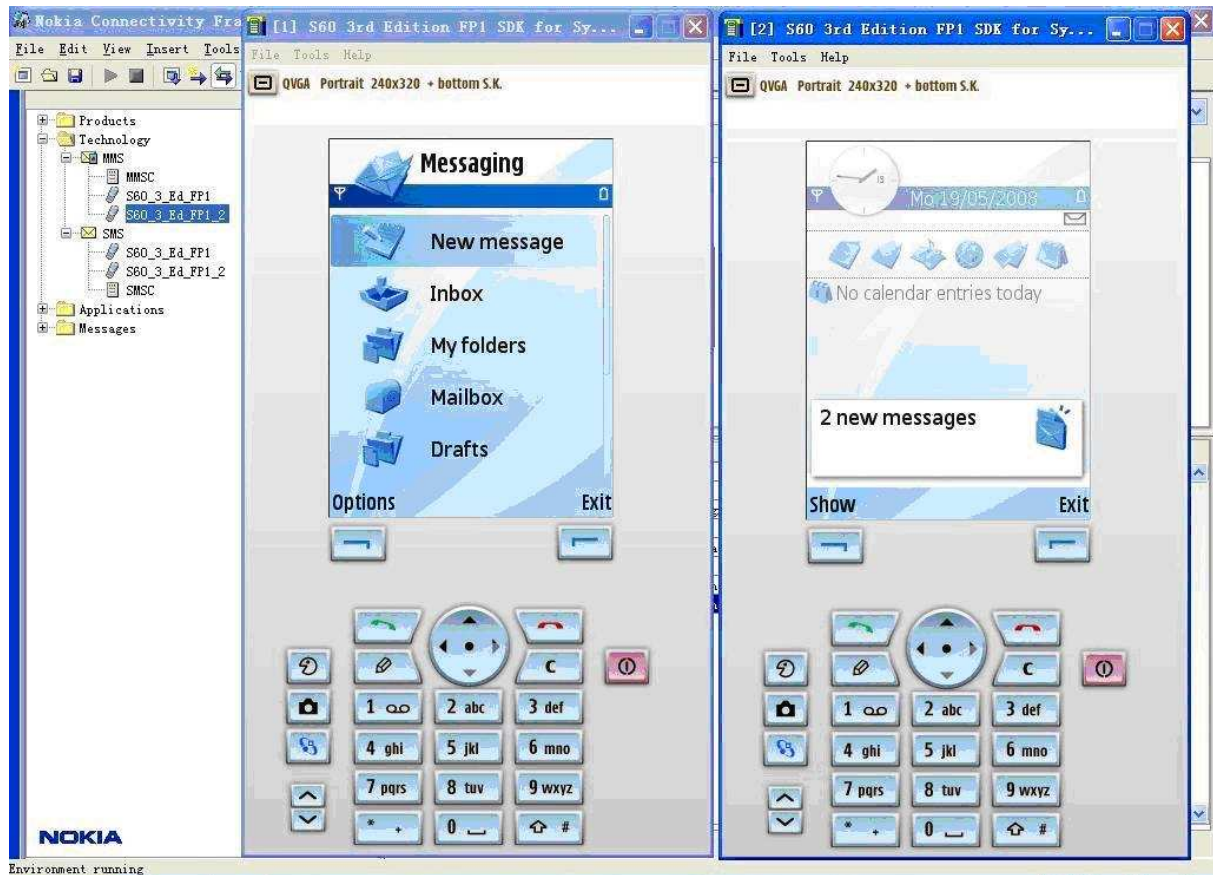 Nokia Connectivity Fra
File Edit View Insert Tools
Products
Technology
MMS
MMSC
S60_3_Ed_FP1
S60_3_Ed_FP1_2
SMS
S60_3_Ed_FP1
S60_3_Ed_FP1_2
SMSC
Applications
Messages
NOKIA
Environment running
[1] S60 3rd Edition FP1 SDK for Sy...
File Tools Help
QVGA Portrait 240x320 + bottom S.K.
Messaging
New message
Inbox
My folders
Mailbox
Drafts
Options Exit
C
1 2 abc 3 def
4 ghi 5 jkl 6 mno
7 pqrs 8 tuv 9 wxyz
* + 0 #
[2] S60 3rd Edition FP1 SDK for Sy...
File Tools Help
QVGA Portrait 240x320 + bottom S.K.
Mo 19/05/2008
No calendar entries today
2 new messages
Show Exit
C
1 2 abc 3 def
4 ghi 5 jkl 6 mno
7 pqrs 8 tuv 9 wxyz
* + 0 #